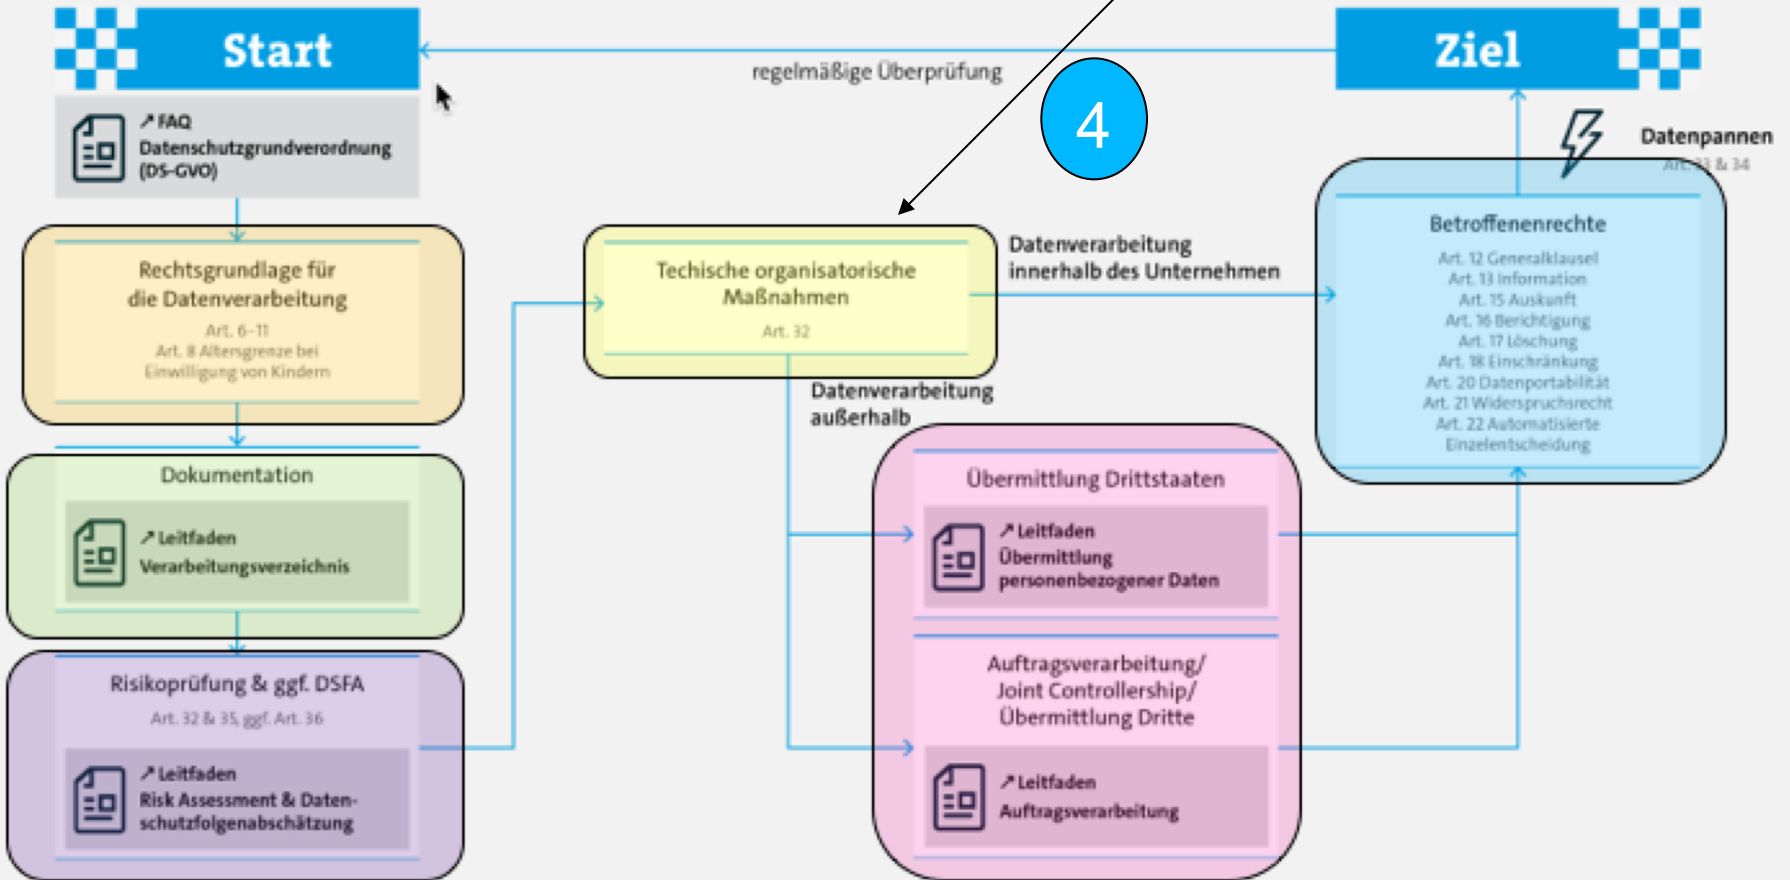 Start
↗ FAQ
Datenschutzgrundverordnung
(DS-GVO)
Rechtsgrundlage für
die Datenverarbeitung
Art. 6-11
Art. 8 Altersgrenze bei
Einwilligung von Kindern
Dokumentation
↗ Leitfaden
Verarbeitungsverzeichnis
Risikoprüfung & ggf. DSFA
Art. 32 & 35, ggf. Art. 36
↗ Leitfaden
Risk Assessment & Daten-
schutzfolgenabschätzung
regelmäßige Überprüfung
4
Techische organisatorische
Maßnahmen
Art. 32
Datenverarbeitung
innerhalb des Unternehmen
Datenverarbeitung
außerhalb
Übermittlung Drittstaaten
↗ Leitfaden
Übermittlung
personenbezogener Daten
Auftragsverarbeitung/
Joint Controllership/
Übermittlung Dritte
↗ Leitfaden
Auftragsverarbeitung
Ziel
Datenpannen
Art. 33 & 34
Betroffenenrechte
Art. 12 Generalklausel
Art. 13 Information
Art. 15 Auskunft
Art. 16 Berichtigung
Art. 17 Löschung
Art. 18 Einschränkung
Art. 20 Datenportabilität
Art. 21 Widerspruchsrecht
Art. 22 Automatisierte
Einzelentscheidung